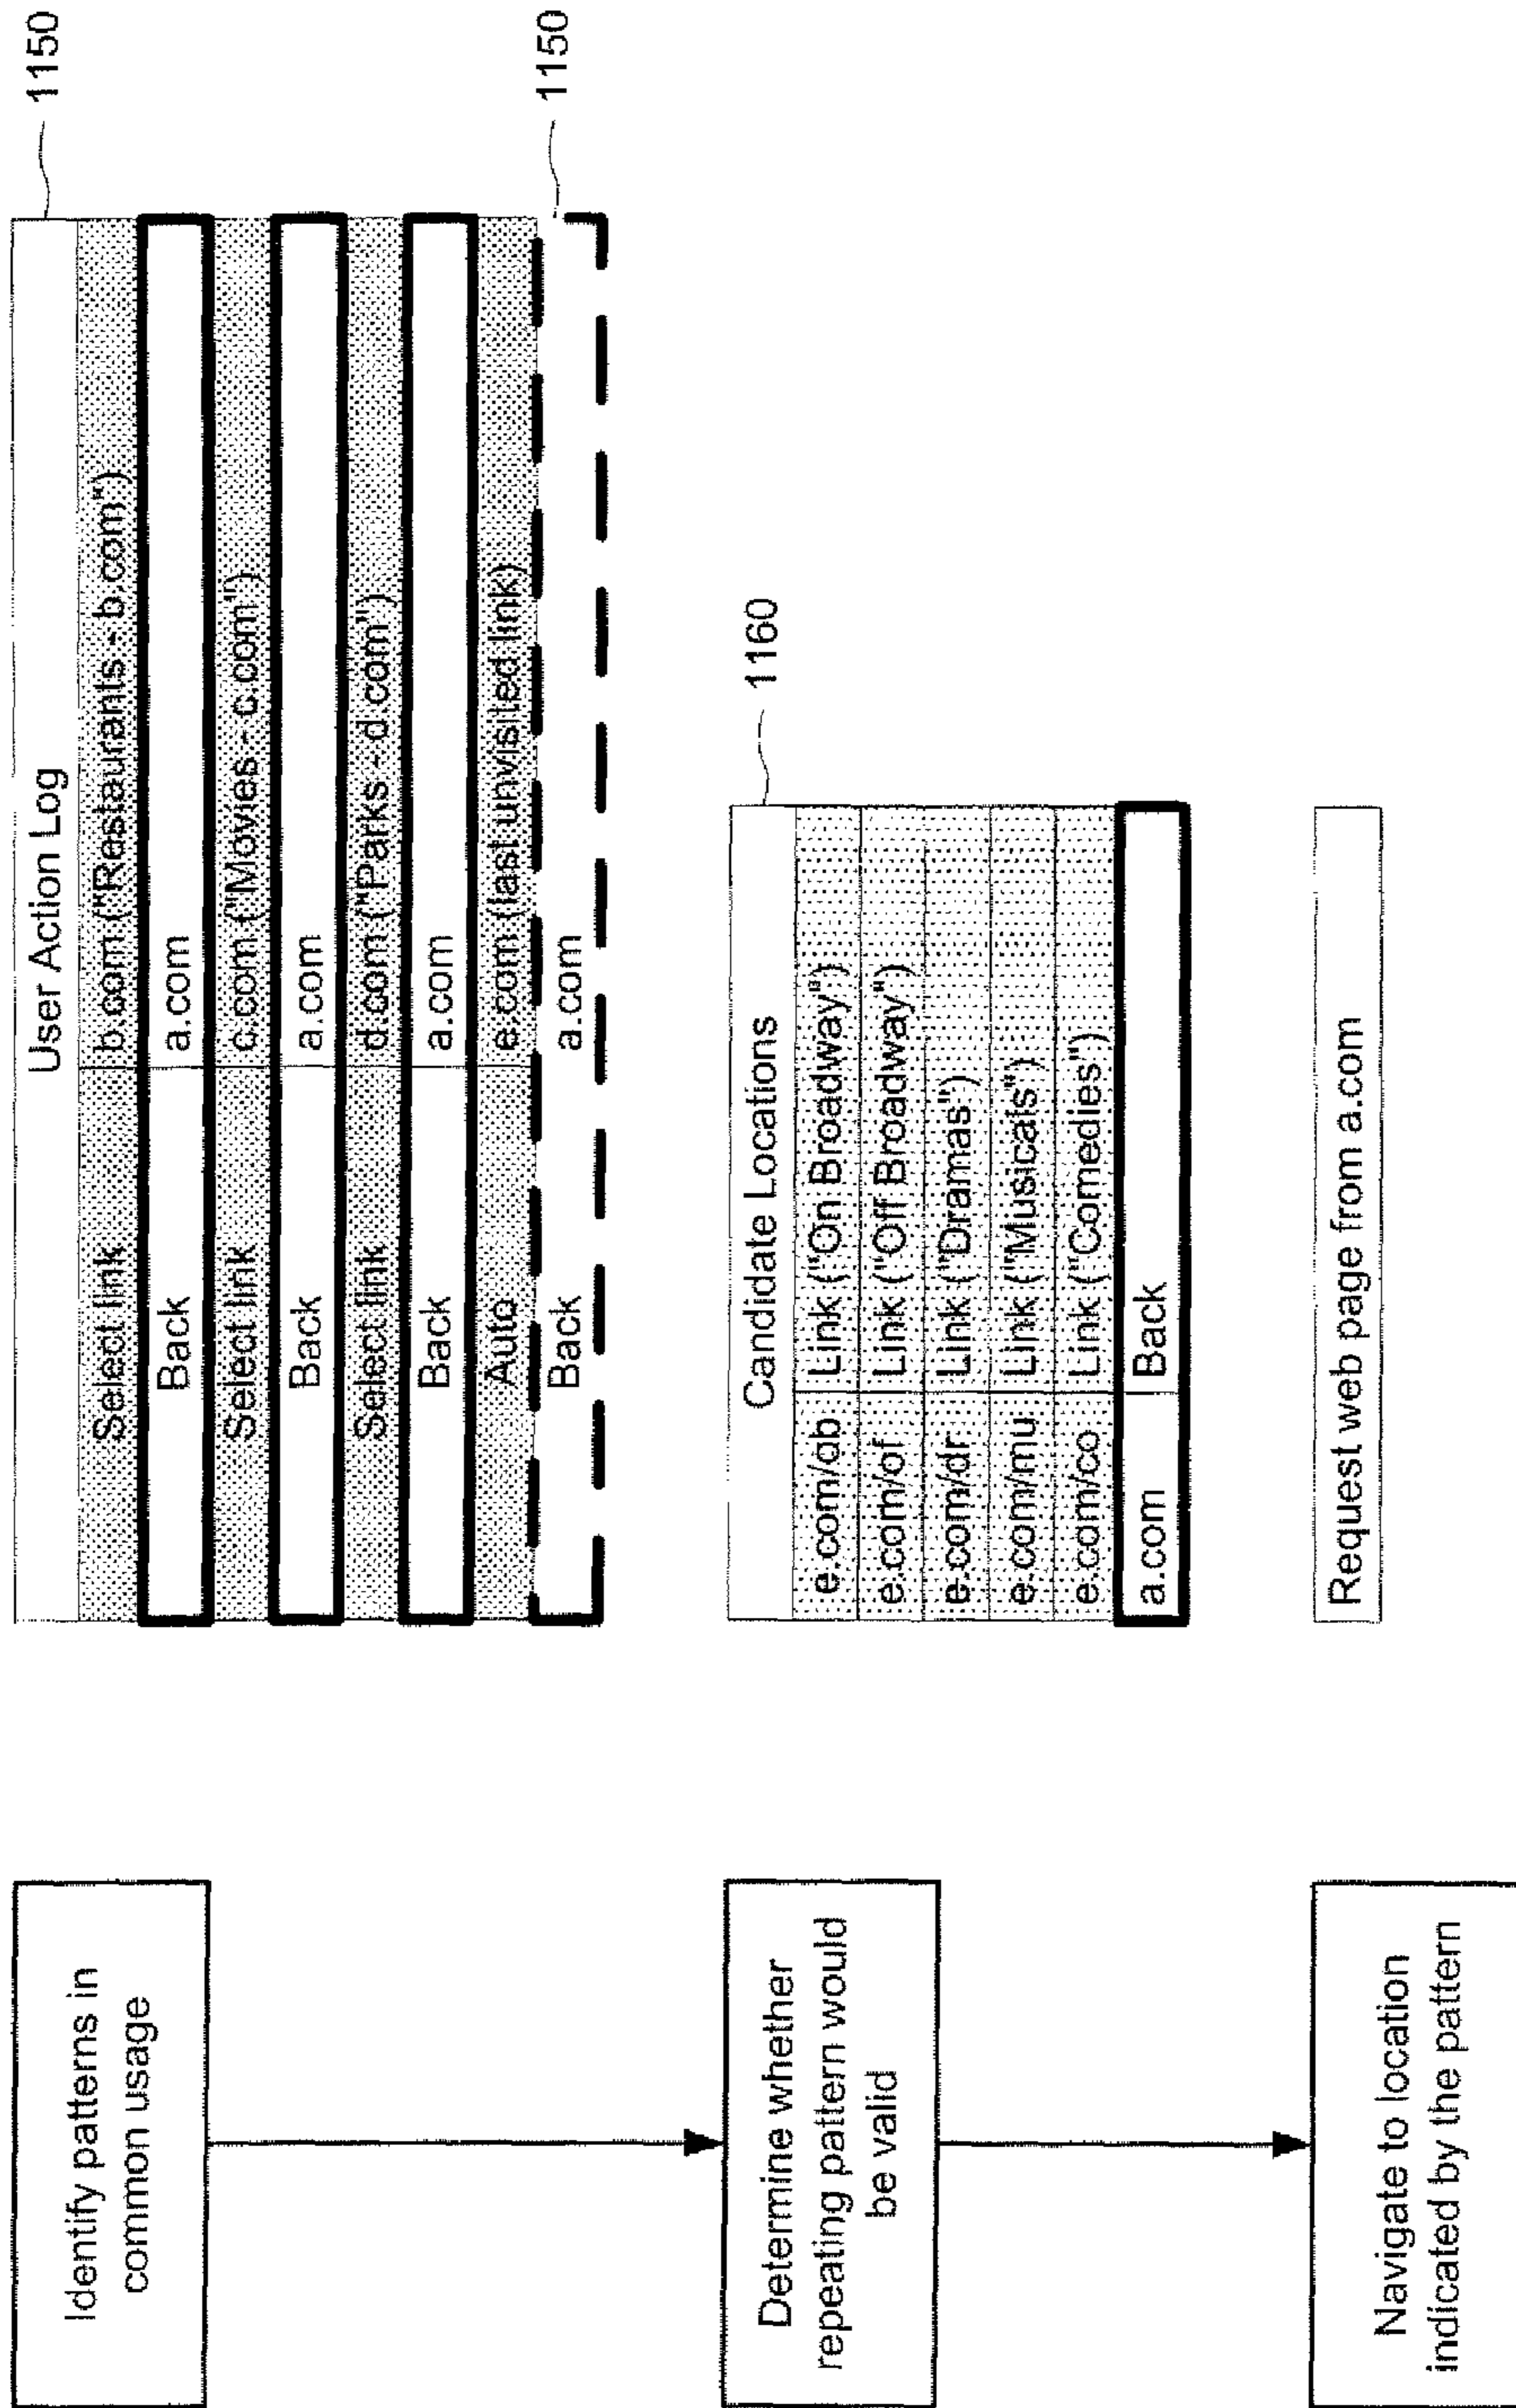 Identify patterns in
common usage
User Action Log
1150
Select link b.com ("Restaurants - b.com")
Back a.com
Select link c.com ("Movies - c.com")
Back a.com
Select link d.com ("Parks - d.com")
Back a.com
Auto e.com (last unvisited link)
Back a.com
1150
Determine whether
repeating pattern would
be valid
Candidate Locations
1160
e.com/ob Link ("On Broadway")
e.com/of Link ("Off Broadway")
e.com/dr Link ("Dramas")
e.com/mu Link ("Musicals")
e.com/co Link ("Comedies")
a.com Back
Navigate to location
indicated by the pattern
Request web page from a.com